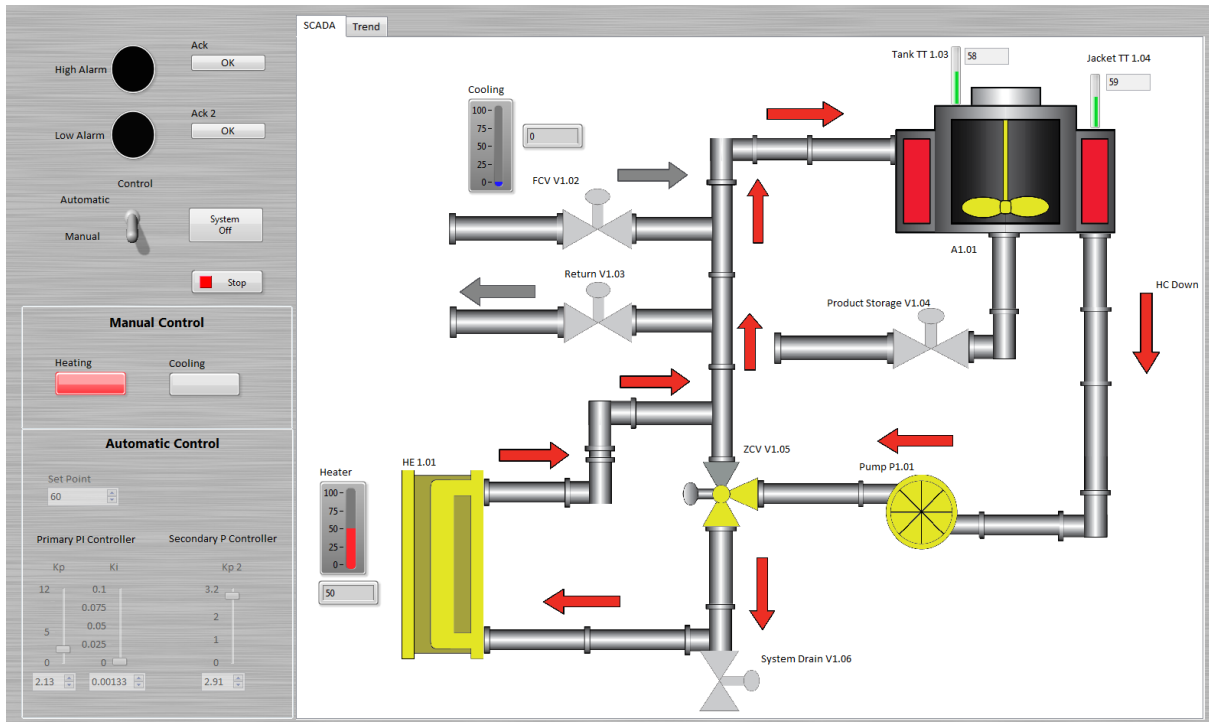 SCADA
Trend
High Alarm
Ack
OK
Low Alarm
Ack 2
OK
Control
Automatic
Manual
System
Off
Stop
Manual Control
Heating
Cooling
Automatic Control
Set Point
60
Primary PI Controller
Secondary P Controller
Kp
Ki
Kp 2
12
5
0
0.1
0.075
0.05
0.025
0
3.2
2
1
0
2.13
0.00133
2.91
Cooling
100
75
50
25
0
0
FCV V1.02
Return V1.03
Tank TT 1.03
58
Jacket TT 1.04
59
A1.01
HC Down
Product Storage V1.04
ZCV V1.05
Pump P1.01
HE 1.01
Heater
100
75
50
25
0
50
System Drain V1.06